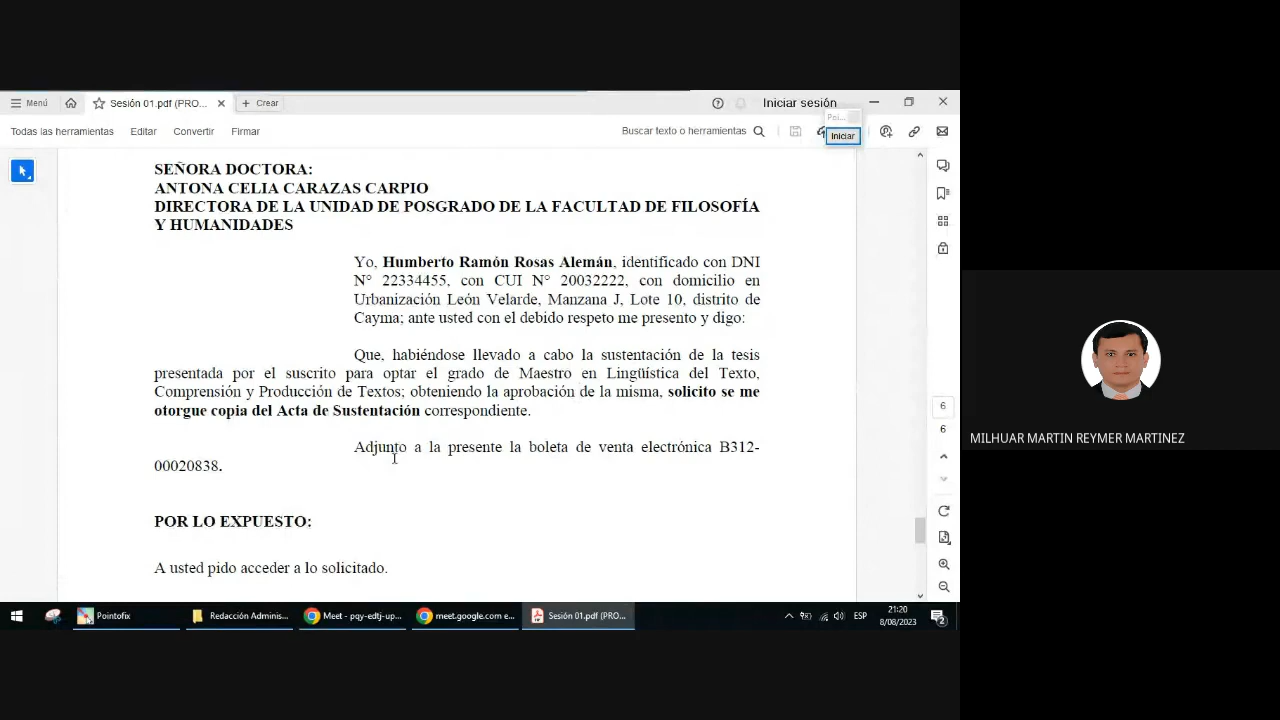 Menú
Sesión 01.pdf (PRO...
Crear
Iniciar sesión
Todas las herramientas
Editar
Convertir
Firmar
Buscar texto o herramientas
Iniciar
SEÑORA DOCTORA:
ANTONA CELIA CARAZAS CARPIO
DIRECTORA DE LA UNIDAD DE POSGRADO DE LA FACULTAD DE FILOSOFÍA
Y HUMANIDADES
Yo, Humberto Ramón Rosas Alemán, identificado con DNI
N° 22334455, con CUI N° 20032222, con domicilio en
Urbanización León Velarde, Manzana J, Lote 10, distrito de
Cayma; ante usted con el debido respeto me presento y digo:
Que, habiéndose llevado a cabo la sustentación de la tesis
presentada por el suscrito para optar el grado de Maestro en Lingüística del Texto,
Comprensión y Producción de Textos; obteniendo la aprobación de la misma, solicito se me
otorgue copia del Acta de Sustentación correspondiente.
Adjunto a la presente la boleta de venta electrónica B312-
00020838.
POR LO EXPUESTO:
A usted pido acceder a lo solicitado.
6
6
MILHUAR MARTIN REYMER MARTINEZ
Pointofix
Redacción Adminis...
Meet - pqy-edtj-up...
meet.google.com e...
Sesión 01.pdf (PRO...
ESP
21:20
8/08/2023
2